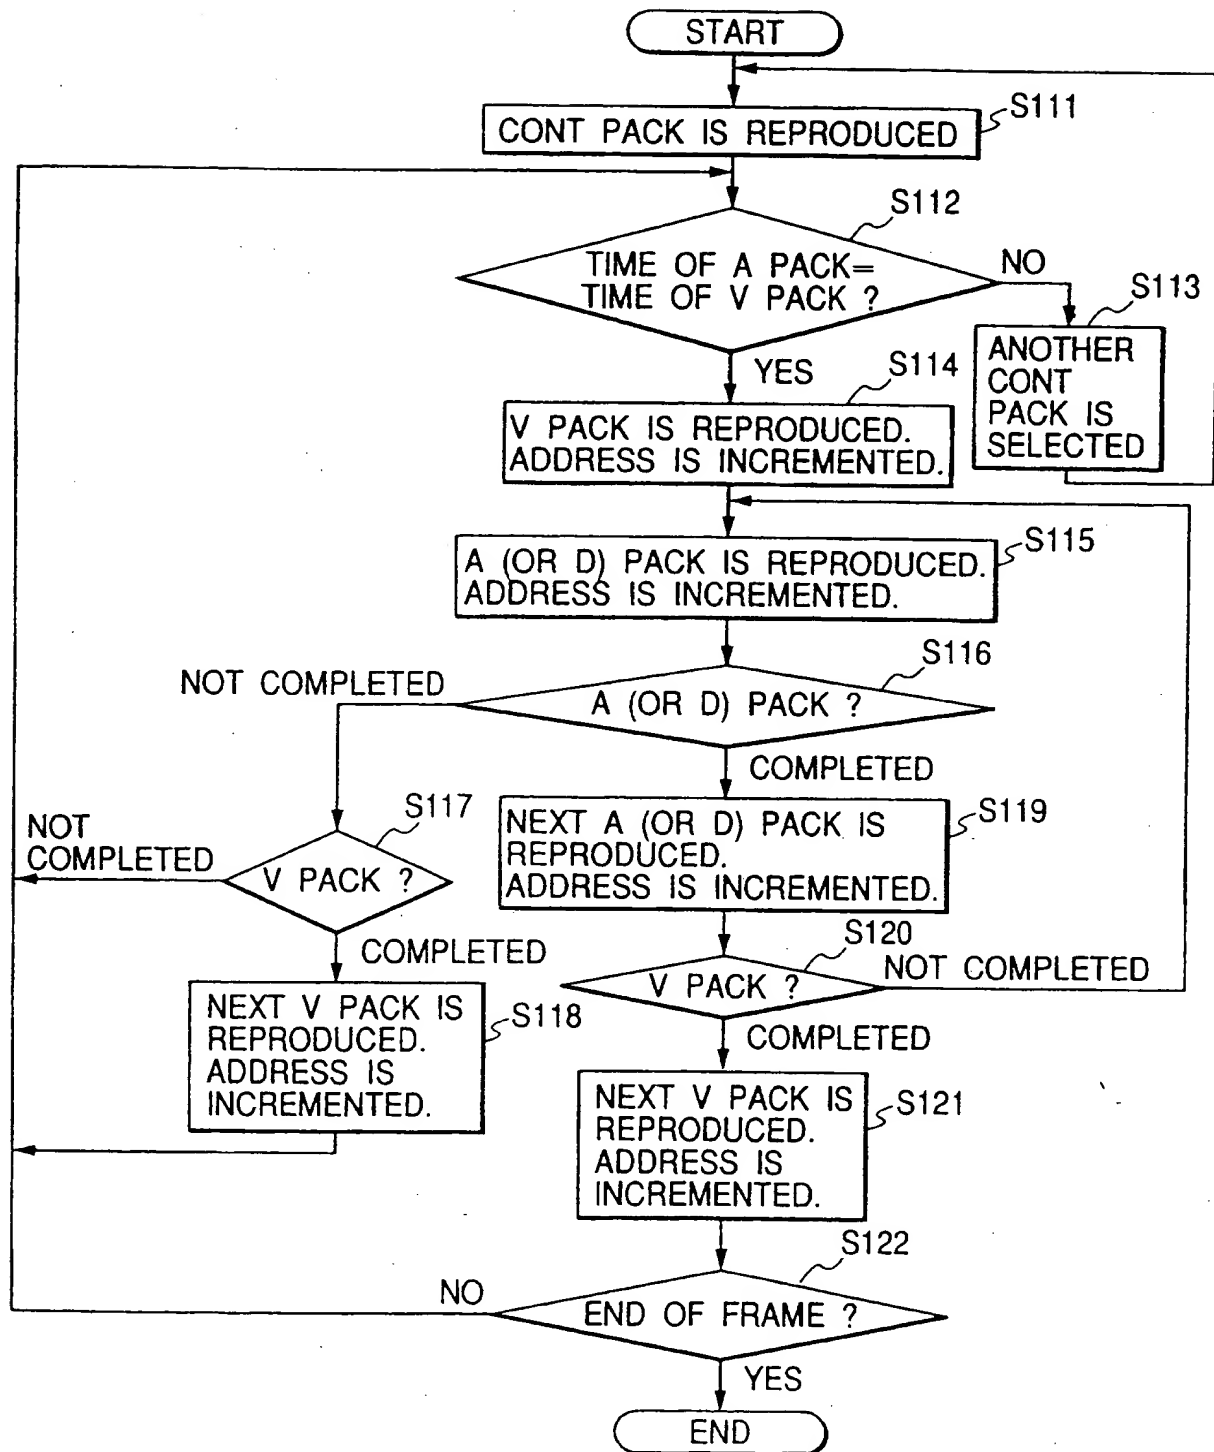 START
CONT PACK IS REPRODUCED
S111
S112
TIME OF A PACK=
TIME OF V PACK ?
NO
S113
ANOTHER
CONT
PACK IS
SELECTED
YES
S114
V PACK IS REPRODUCED.
ADDRESS IS INCREMENTED.
S115
A (OR D) PACK IS REPRODUCED.
ADDRESS IS INCREMENTED.
S116
A (OR D) PACK ?
NOT COMPLETED
COMPLETED
S117
V PACK ?
NOT
COMPLETED
COMPLETED
NEXT V PACK IS
REPRODUCED.
ADDRESS IS
INCREMENTED.
S118
NEXT A (OR D) PACK IS
REPRODUCED.
ADDRESS IS INCREMENTED.
S119
S120
V PACK ?
NOT COMPLETED
COMPLETED
NEXT V PACK IS
REPRODUCED.
ADDRESS IS
INCREMENTED.
S121
S122
END OF FRAME ?
NO
YES
END